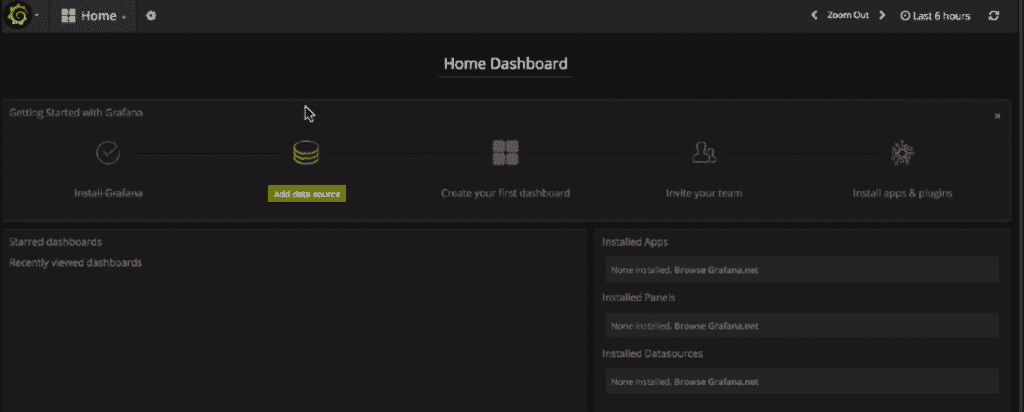 Home
Zoom Out
Last 6 hours
Home Dashboard
Getting Started with Grafana
Install Grafana
Add data source
Create your first dashboard
Invite your team
Install apps & plugins
Starred dashboards
Recently viewed dashboards
Installed Apps
None installed. Browse Grafana.net
Installed Panels
None installed. Browse Grafana.net
Installed Datasources
None installed. Browse Grafana.net